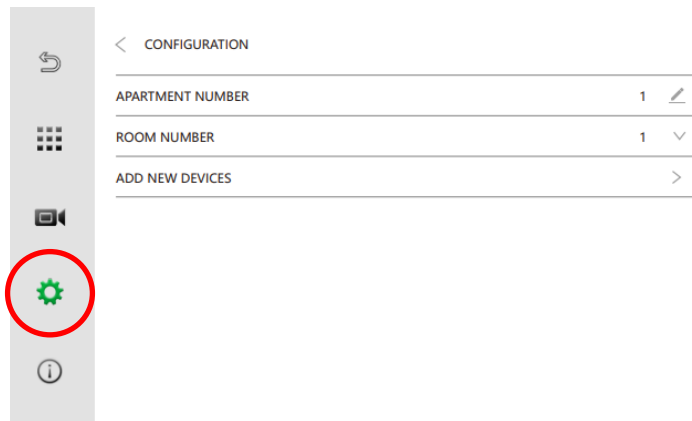 CONFIGURATION
APARTMENT NUMBER 1
ROOM NUMBER 1
ADD NEW DEVICES